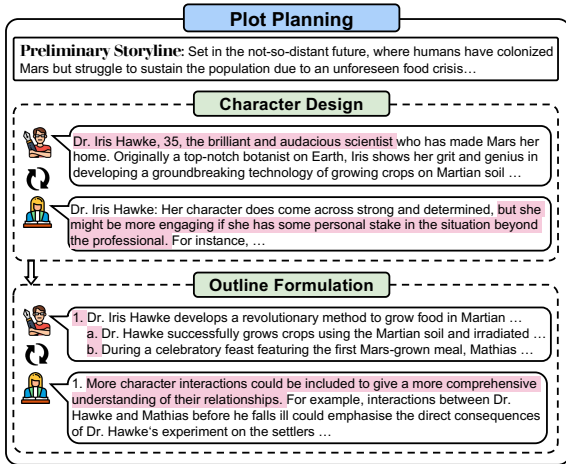 Plot Planning
Preliminary Storyline: Set in the not-so-distant future, where humans have colonized
Mars but struggle to sustain the population due to an unforeseen food crisis…
Character Design
Dr. Iris Hawke, 35, the brilliant and audacious scientist who has made Mars her
home. Originally a top-notch botanist on Earth, Iris shows her grit and genius in
developing a groundbreaking technology of growing crops on Martian soil …
Dr. Iris Hawke: Her character does come across strong and determined, but she
might be more engaging if she has some personal stake in the situation beyond
the professional. For instance, …
Outline Formulation
1. Dr. Iris Hawke develops a revolutionary method to grow food in Martian …
a. Dr. Hawke successfully grows crops using the Martian soil and irradiated …
b. During a celebratory feast featuring the first Mars-grown meal, Mathias …
1. More character interactions could be included to give a more comprehensive
understanding of their relationships. For example, interactions between Dr.
Hawke and Mathias before he falls ill could emphasise the direct consequences
of Dr. Hawke‘s experiment on the settlers …